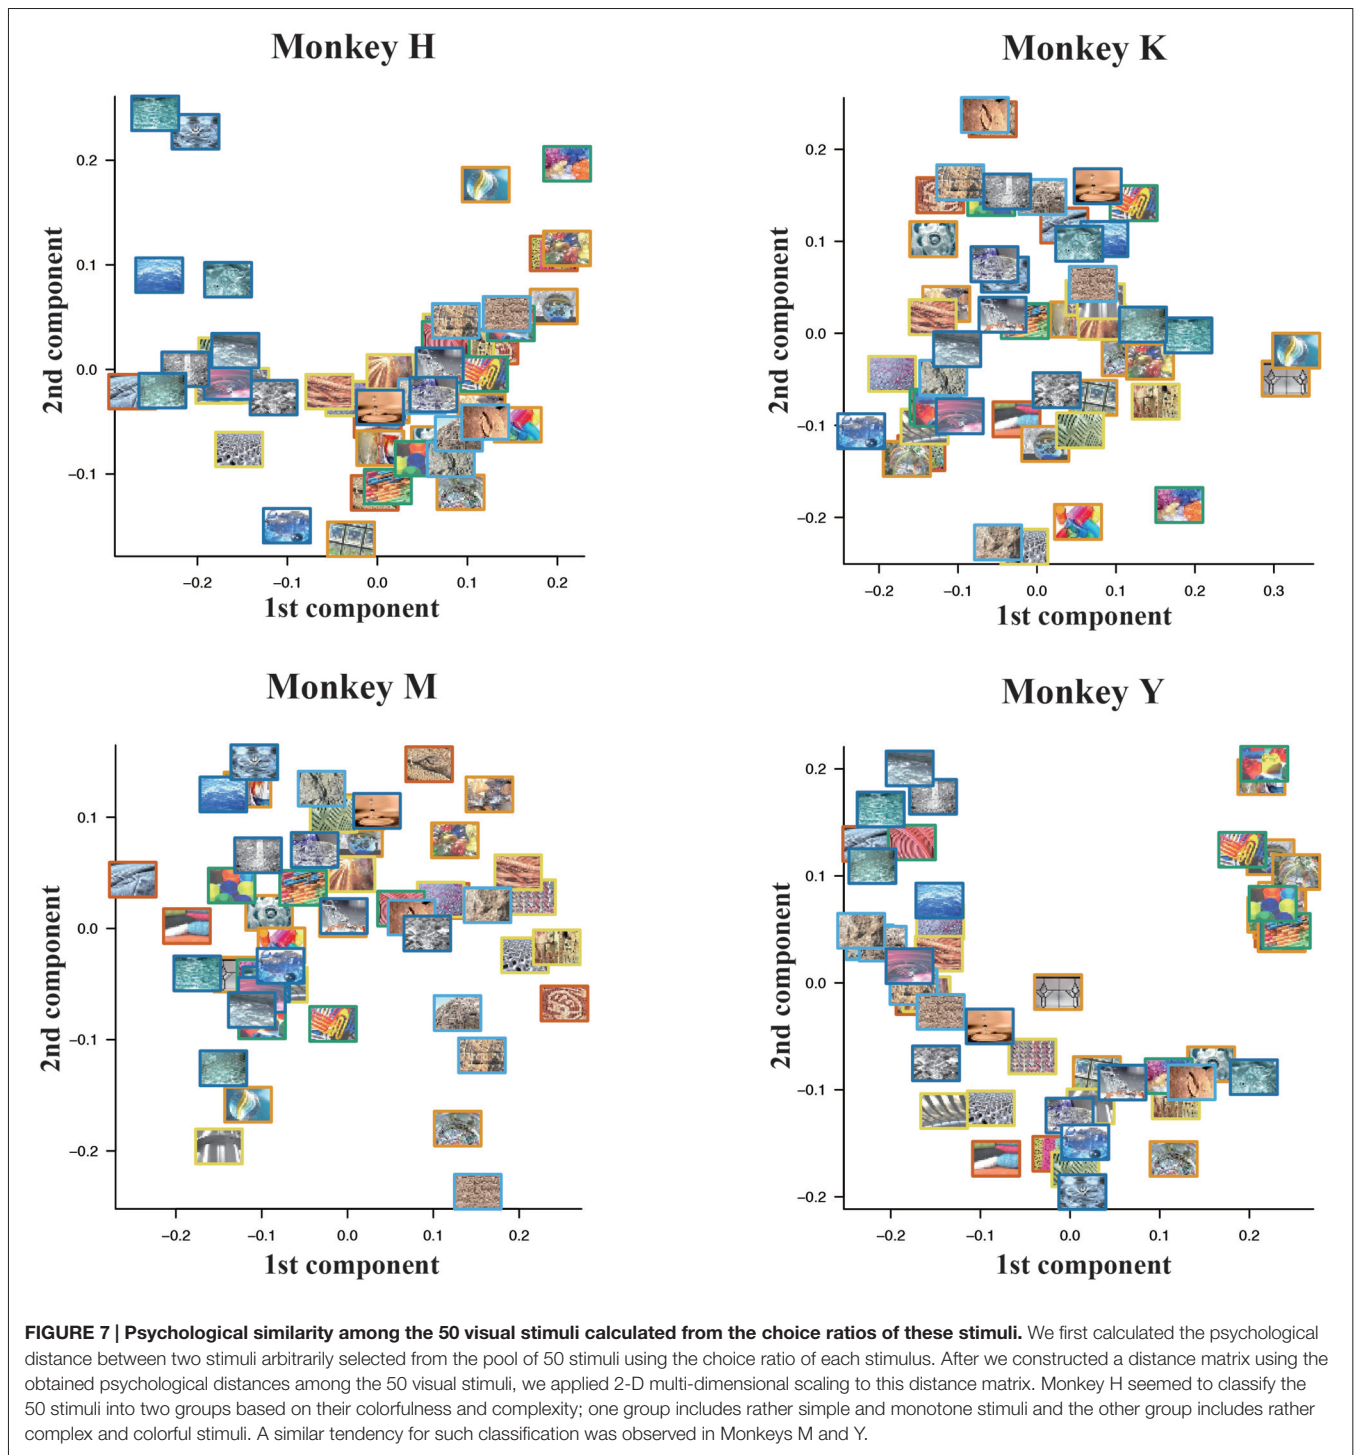 Monkey H
Monkey K
2nd component
0.2
0.1
0.0
−0.1
−0.2
−0.1
0.0
0.1
0.2
1st component
2nd component
0.2
0.1
0.0
−0.1
−0.2
−0.2
−0.1
0.0
0.1
0.2
0.3
1st component
Monkey M
Monkey Y
2nd component
0.1
0.0
−0.1
−0.2
−0.2
−0.1
0.0
0.1
0.2
1st component
2nd component
0.2
0.1
0.0
−0.1
−0.2
−0.2
−0.1
0.0
0.1
0.2
1st component
FIGURE 7 | Psychological similarity among the 50 visual stimuli calculated from the choice ratios of these stimuli. We first calculated the psychological
distance between two stimuli arbitrarily selected from the pool of 50 stimuli using the choice ratio of each stimulus. After we constructed a distance matrix using the
obtained psychological distances among the 50 visual stimuli, we applied 2-D multi-dimensional scaling to this distance matrix. Monkey H seemed to classify the
50 stimuli into two groups based on their colorfulness and complexity; one group includes rather simple and monotone stimuli and the other group includes rather
complex and colorful stimuli. A similar tendency for such classification was observed in Monkeys M and Y.